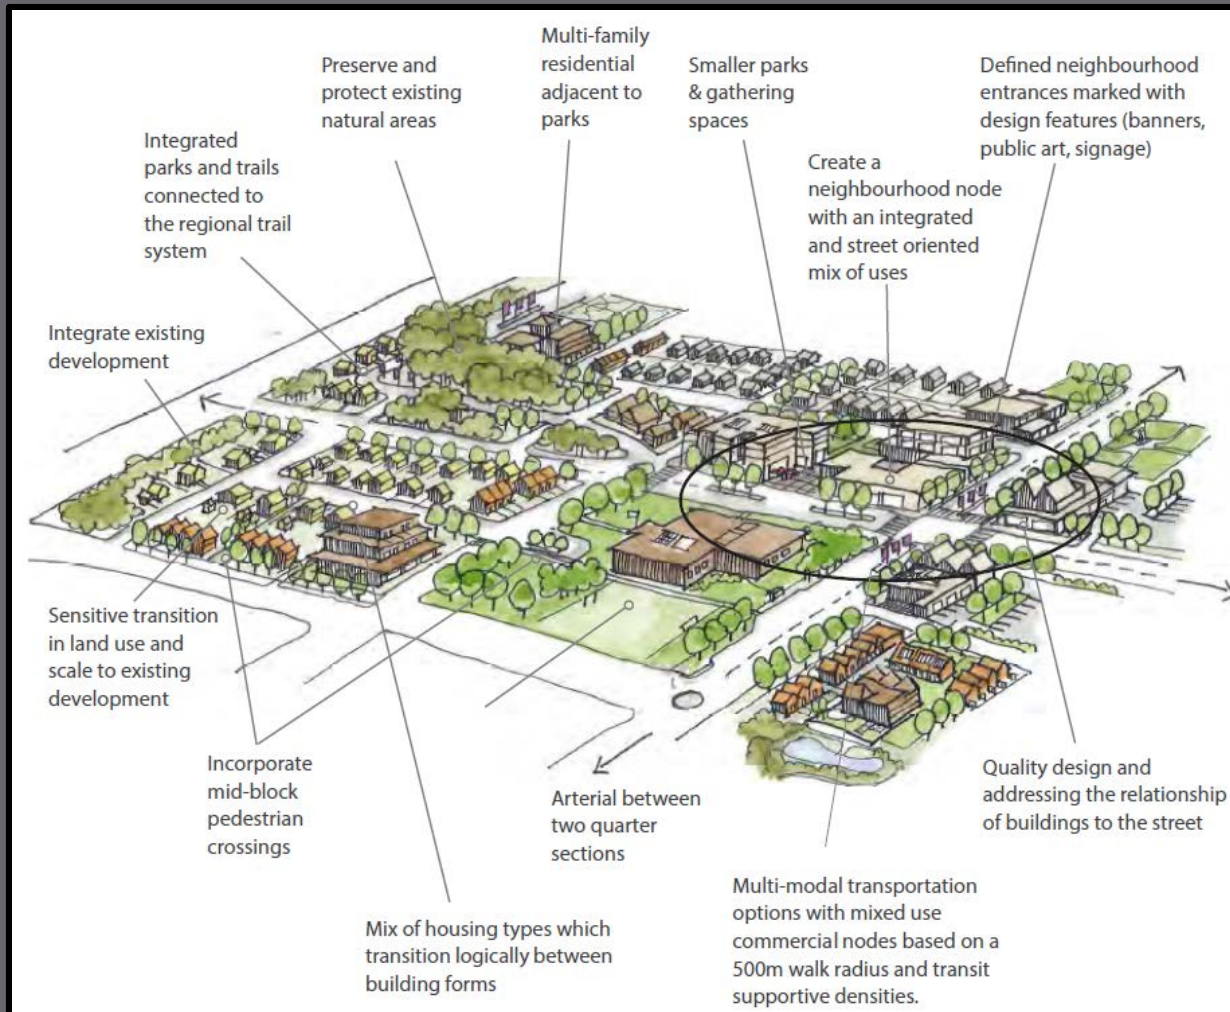 Multi-family
residential
adjacent to
parks
Preserve and
protect existing
natural areas
Smaller parks
& gathering
spaces
Defined neighbourhood
entrances marked with
design features (banners,
public art, signage)
Integrated
parks and trails
connected to
the regional trail
system
Create a
neighbourhood node
with an integrated
and street oriented
mix of uses
Integrate existing
development
Sensitive transition
in land use and
scale to existing
development
Incorporate
mid-block
pedestrian
crossings
Arterial between
two quarter
sections
Quality design and
addressing the relationship
of buildings to the street
Mix of housing types which
transition logically between
building forms
Multi-modal transportation
options with mixed use
commercial nodes based on a
500m walk radius and transit
supportive densities.